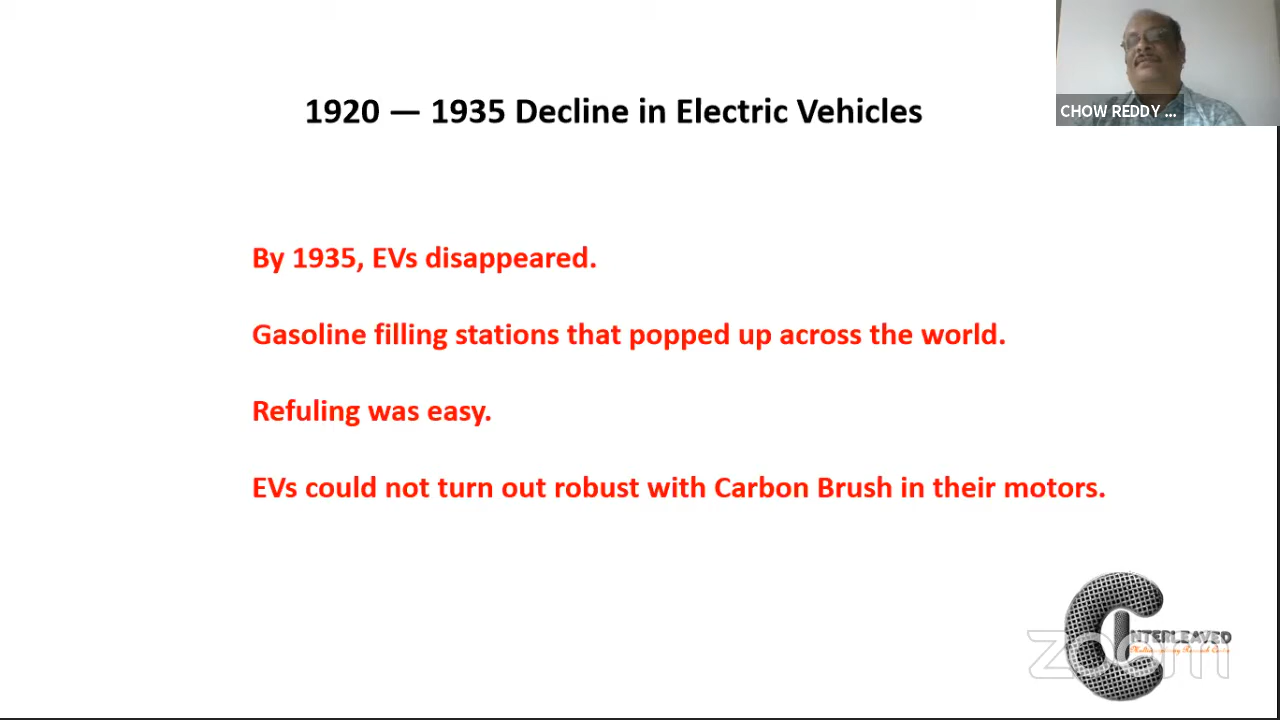 CHOW REDDY ...
1920 — 1935 Decline in Electric Vehicles
By 1935, EVs disappeared.
Gasoline filling stations that popped up across the world.
Refuling was easy.
EVs could not turn out robust with Carbon Brush in their motors.
INTERLEAVED
zoom